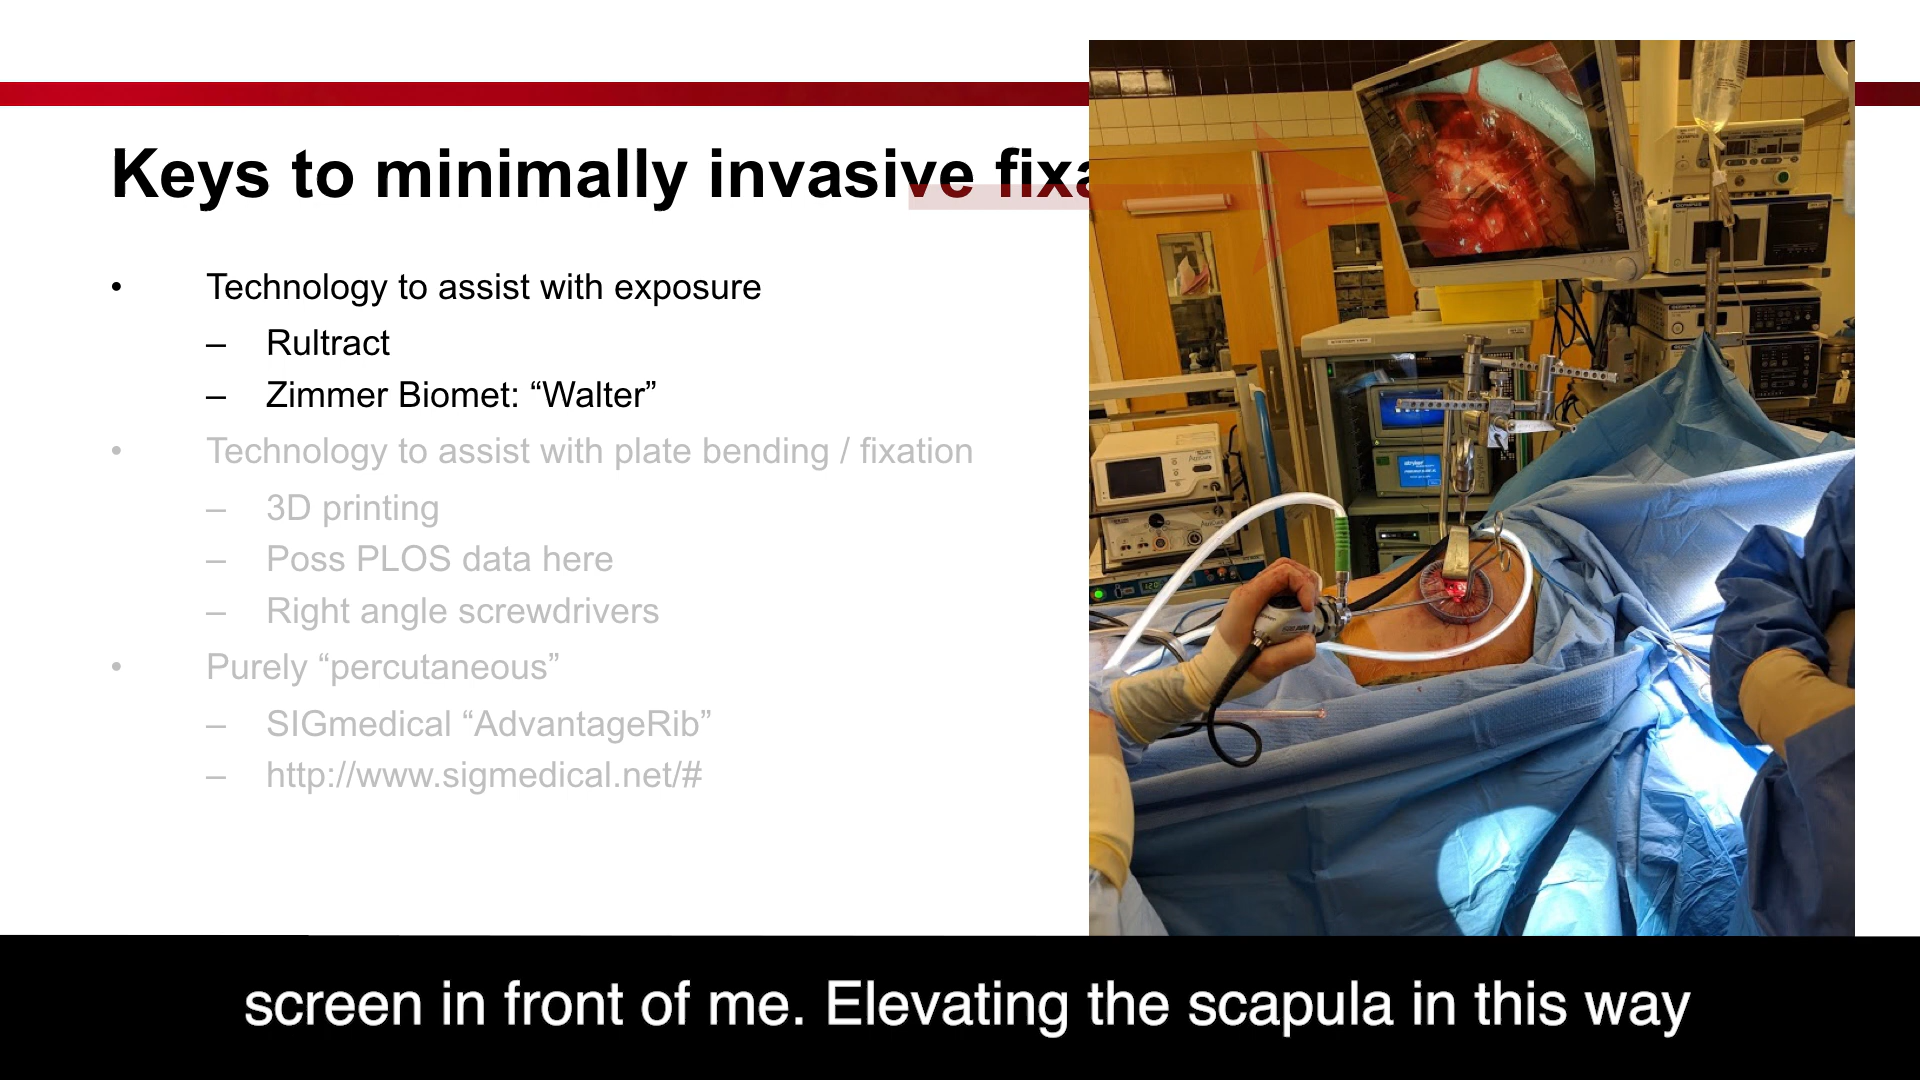 Keys to minimally invasive fixa
• Technology to assist with exposure
– Rultract
– Zimmer Biomet: “Walter”
• Technology to assist with plate bending / fixation
– 3D printing
– Poss PLOS data here
– Right angle screwdrivers
• Purely “percutaneous”
– SIGmedical “AdvantageRib”
– http://www.sigmedical.net/#
stryker
stryker
screen in front of me. Elevating the scapula in this way